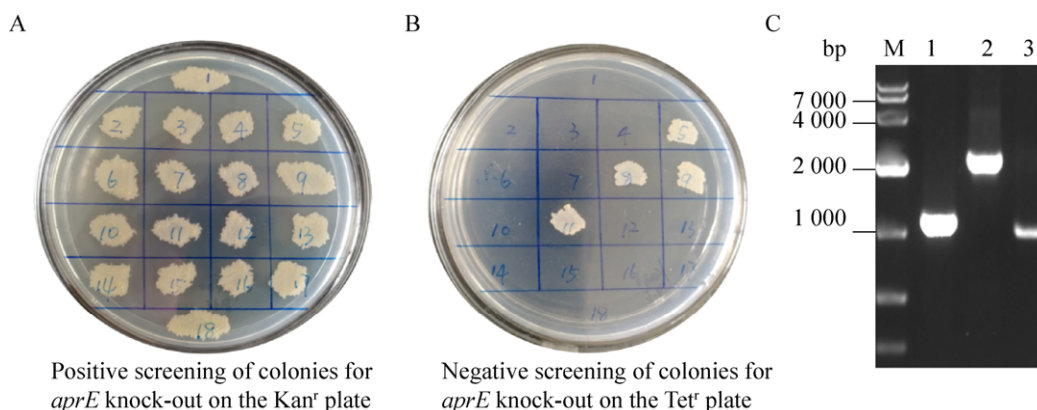 A
B
C
bp M 1 2 3
7 000
4 000
2 000
1 000
1
2 3 4 5
6 7 8 9
10 11 12 13
14 15 16 17
18
1
2 3 4 5
6 7 8 9
10 11 12 13
14 15 16 17
18
Positive screening of colonies for
aprE knock-out on the Kanʳ plate
Negative screening of colonies for
aprE knock-out on the Tetʳ plate